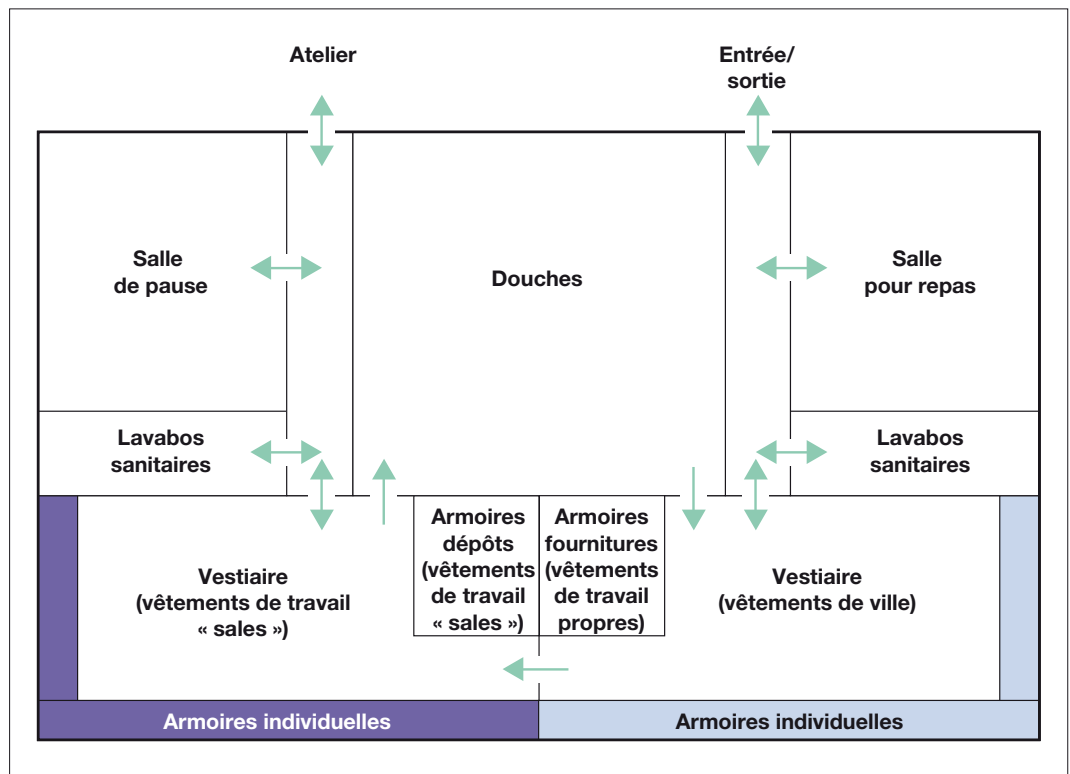 Atelier
Entrée/
sortie
Salle
de pause
Douches
Salle
pour repas
Lavabos
sanitaires
Lavabos
sanitaires
Vestiaire
(vêtements de travail
« sales »)
Armoires
dépôts
(vêtements
de travail
« sales »)
Armoires
fournitures
(vêtements
de travail
propres)
Vestiaire
(vêtements de ville)
Armoires individuelles
Armoires individuelles